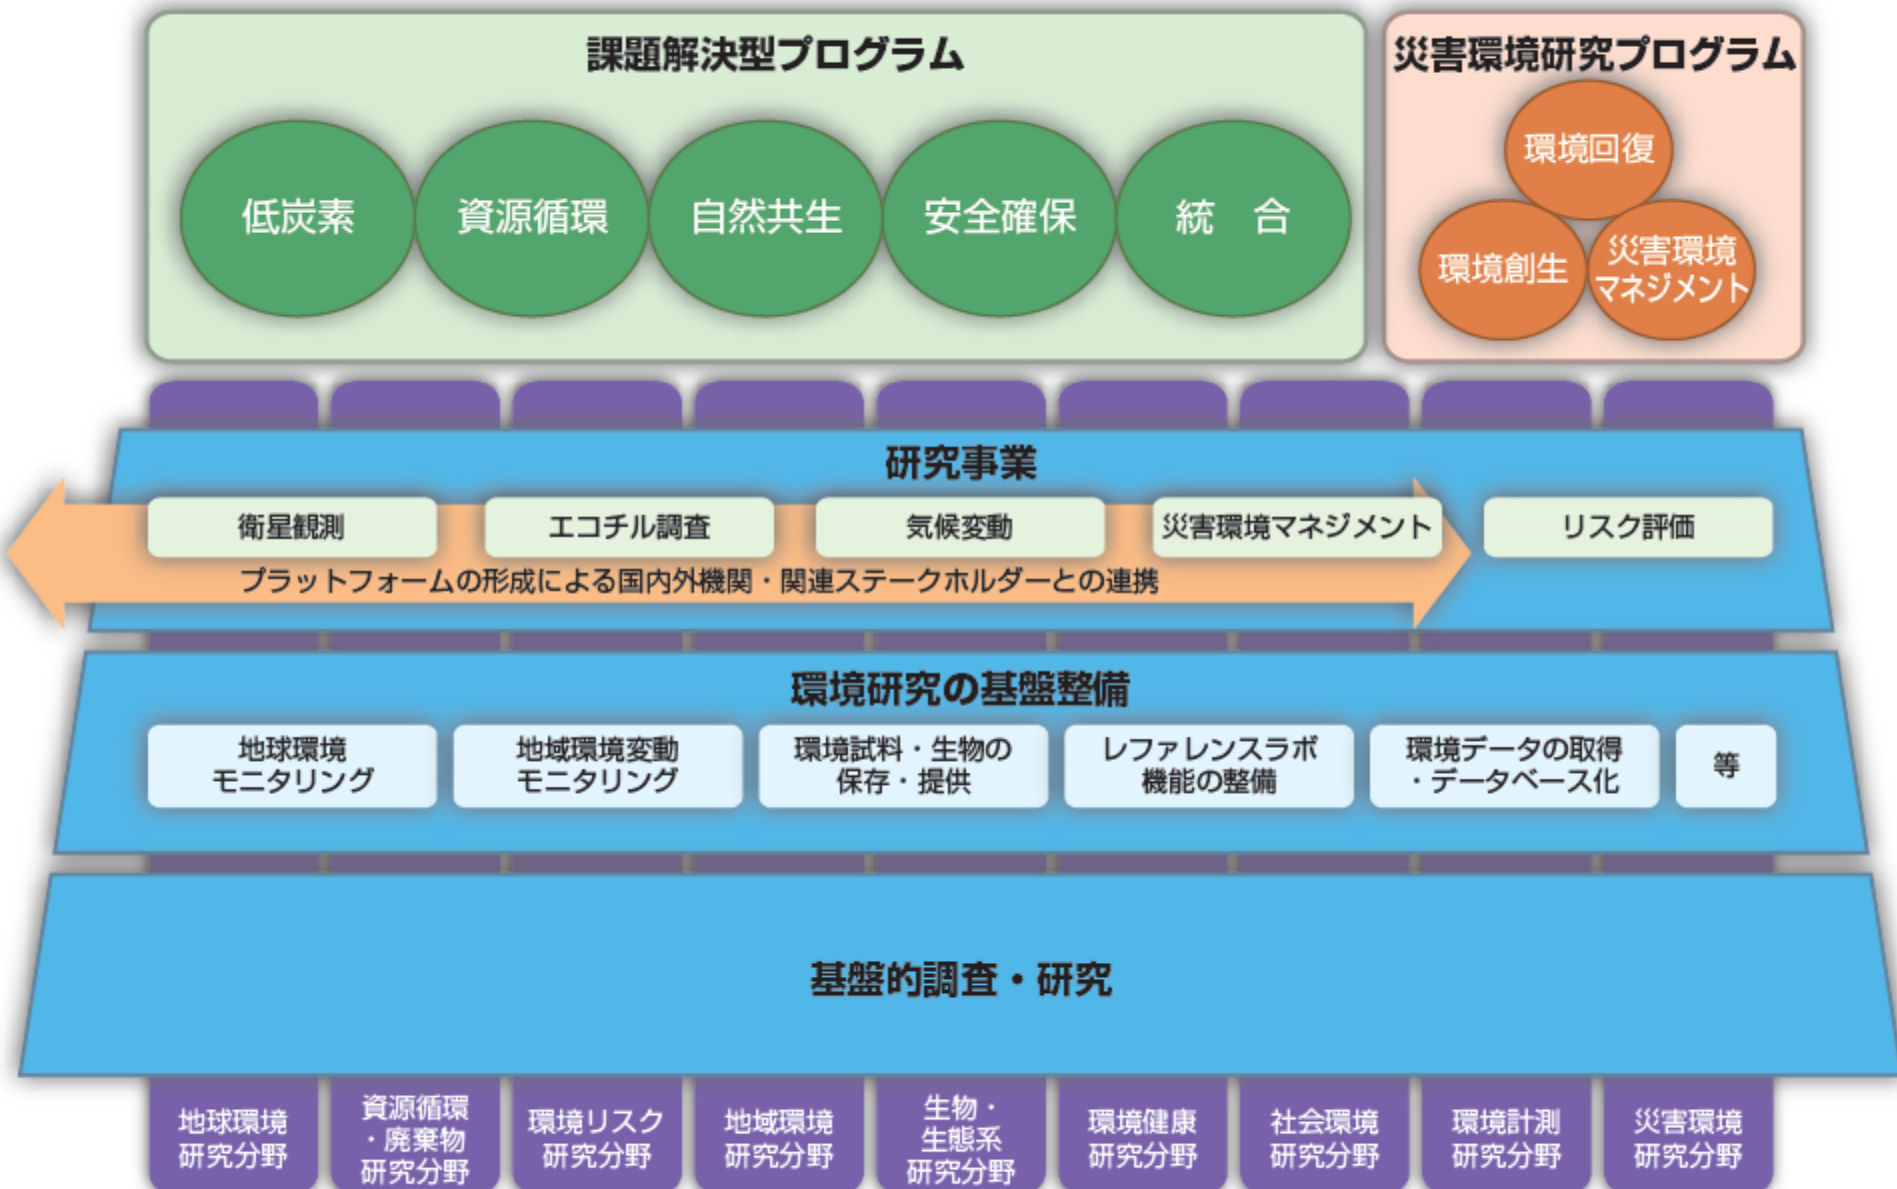 課題解決型プログラム
低炭素
資源循環
自然共生
安全確保
統　合
災害環境研究プログラム
環境回復
環境創生
災害環境
マネジメント
研究事業
衛星観測
エコチル調査
気候変動
災害環境マネジメント
リスク評価
プラットフォームの形成による国内外機関・関連ステークホルダーとの連携
環境研究の基盤整備
地球環境
モニタリング
地域環境変動
モニタリング
環境試料・生物の
保存・提供
レファレンスラボ
機能の整備
環境データの取得
・データベース化
等
基盤的調査・研究
地球環境
研究分野
資源循環
・廃棄物
研究分野
環境リスク
研究分野
地域環境
研究分野
生物・
生態系
研究分野
環境健康
研究分野
社会環境
研究分野
環境計測
研究分野
災害環境
研究分野